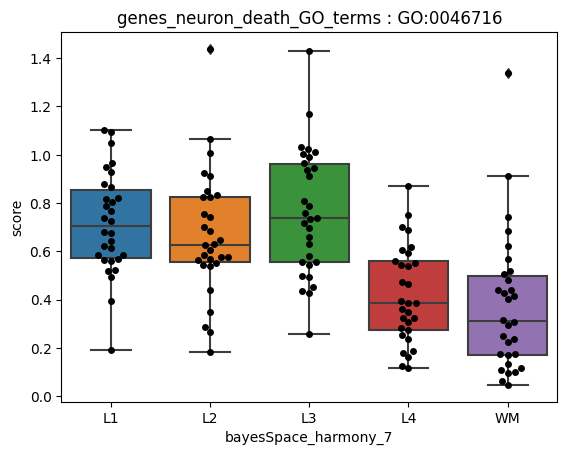 genes_neuron_death_GO_terms : GO:0046716
score
1.4
1.2
1.0
0.8
0.6
0.4
0.2
0.0
L1 L2 L3 L4 WM
bayesSpace_harmony_7